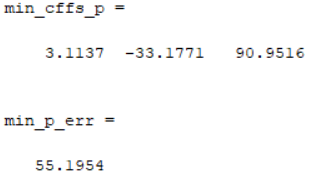 min_cffs_p =
3.1137 -33.1771 90.9516
min_p_err =
55.1954